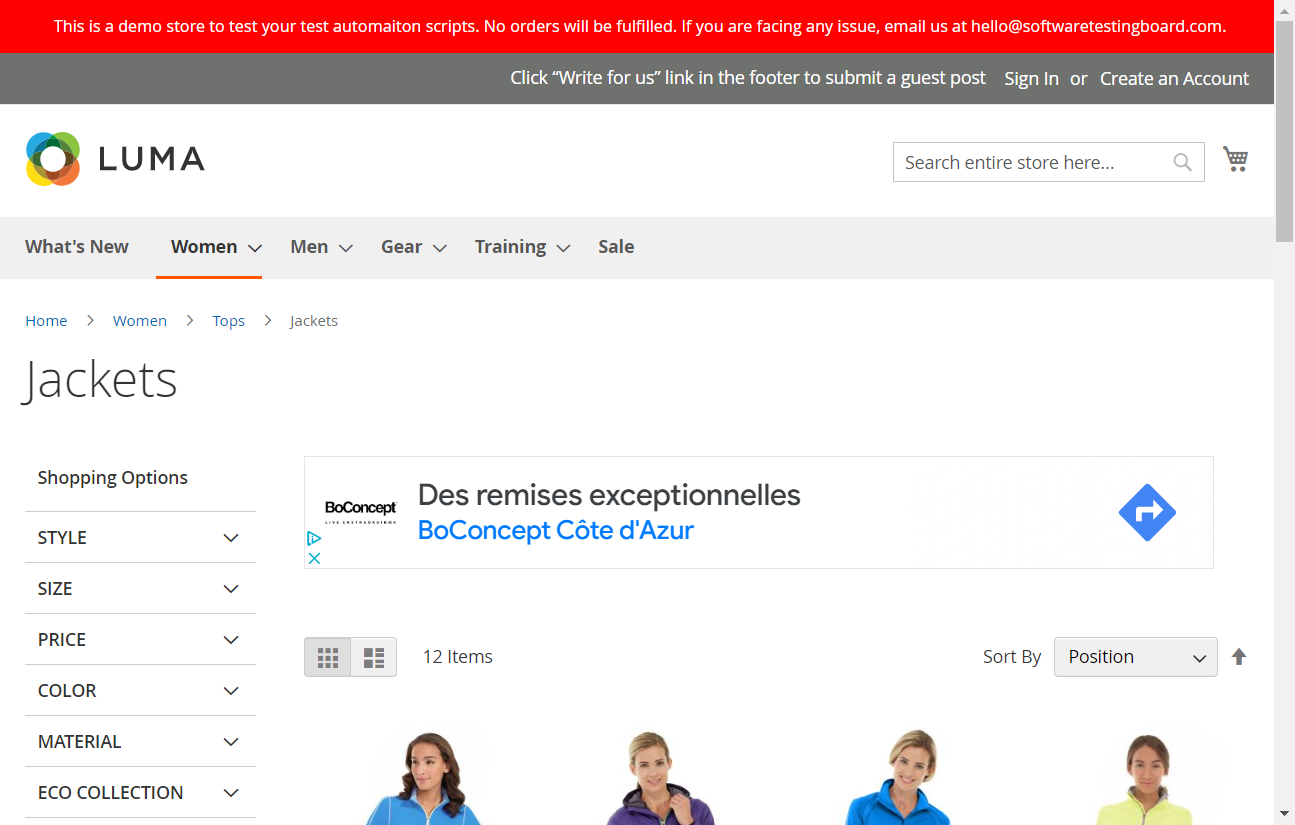 This is a demo store to test your test automaiton scripts. No orders will be fulfilled. If you are facing any issue, email us at hello@softwaretestingboard.com.
Click “Write for us” link in the footer to submit a guest post Sign In or Create an Account
LUMA
Search entire store here...
What's New Women Men Gear Training Sale
Home Women Tops Jackets
Jackets
Shopping Options
STYLE
SIZE
PRICE
COLOR
MATERIAL
ECO COLLECTION
BoConcept
LIVE EKSTRAORDINÆR
Des remises exceptionnelles
BoConcept Côte d'Azur
12 Items
Sort By Position